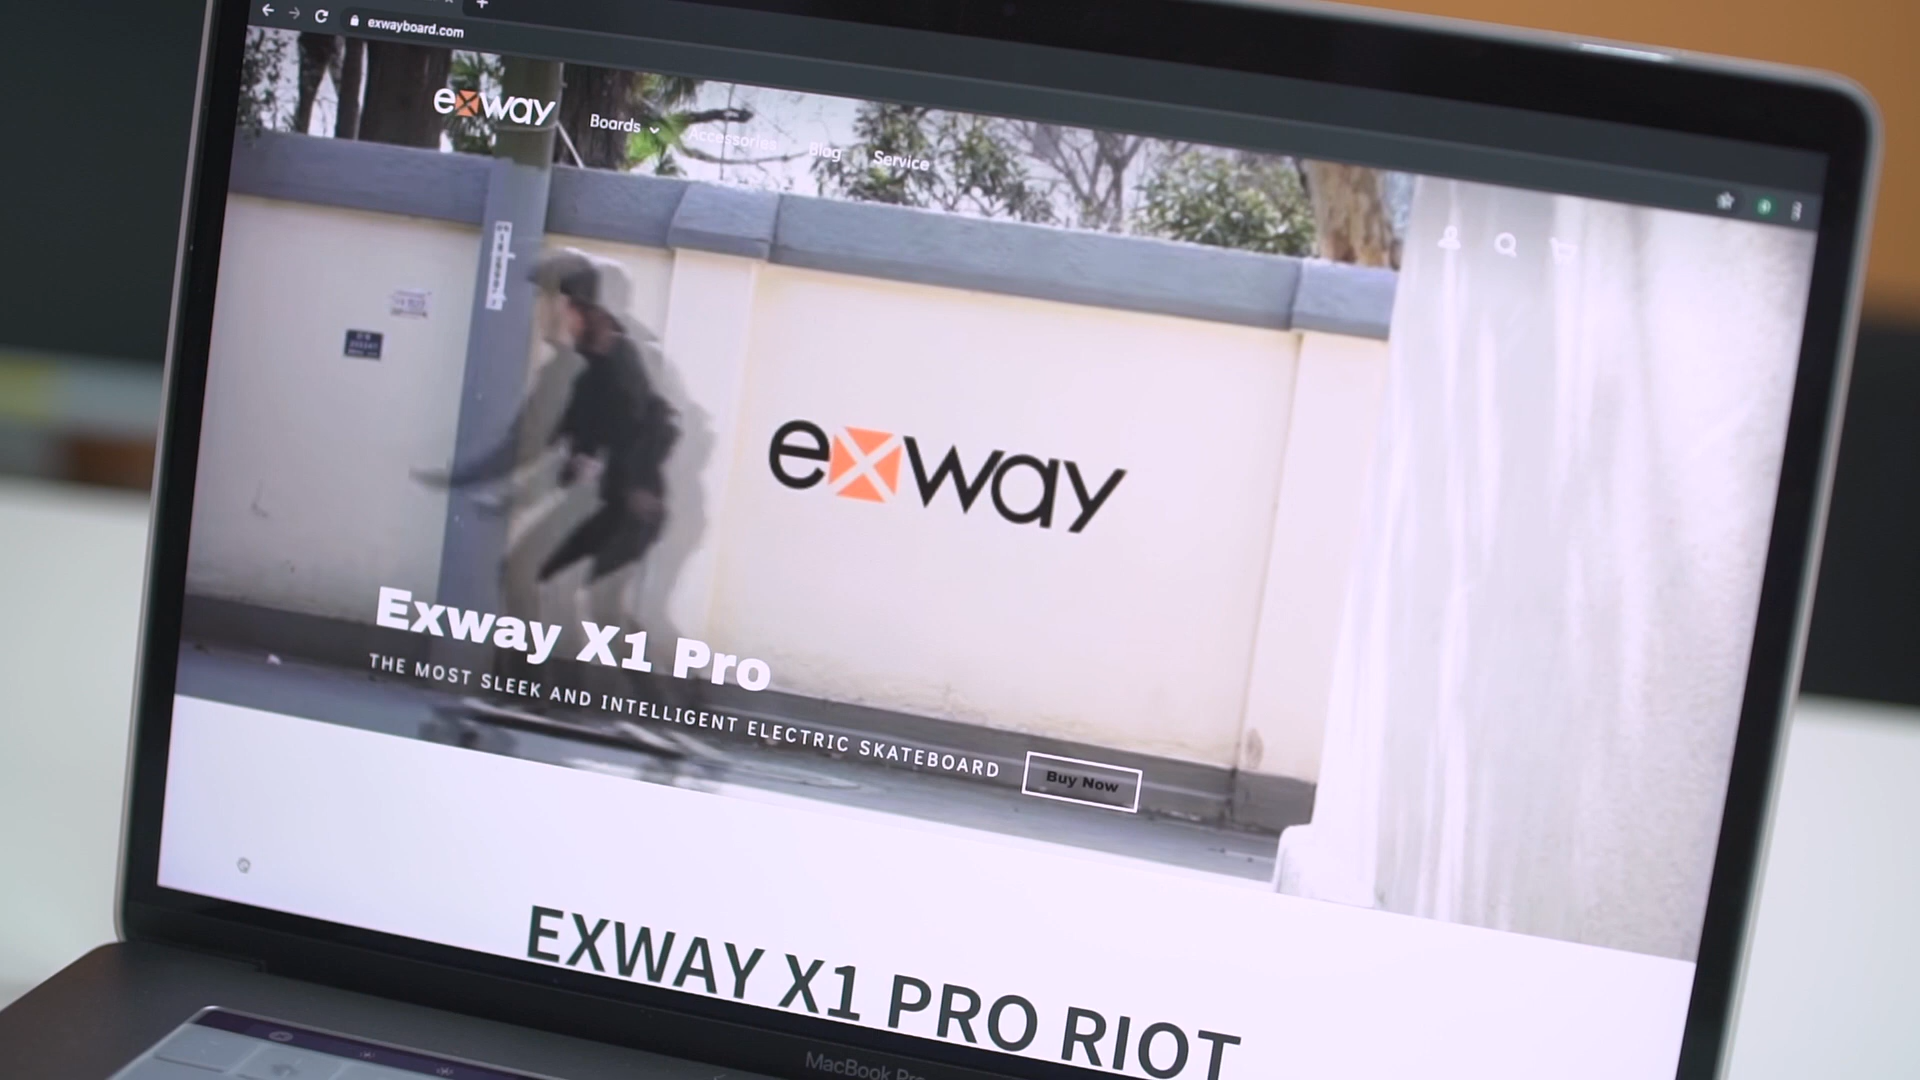 exwayboard.com
exway
Boards Accessories Blog Service
exway
Exway X1 Pro
THE MOST SLEEK AND INTELLIGENT ELECTRIC SKATEBOARD
Buy Now
EXWAY X1 PRO RIOT
MacBook